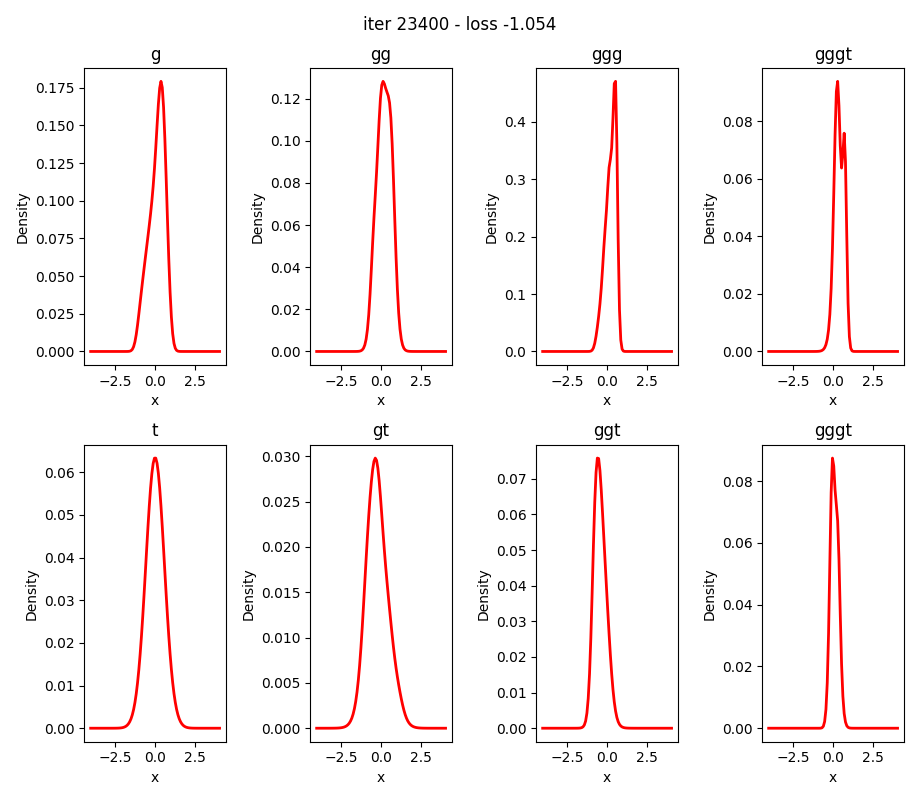 iter 23400 - loss -1.054
g gg ggg gggt
0.175 0.150 0.125 0.100 0.075 0.050 0.025 0.000
Density
−2.5 0.0 2.5
x
0.12 0.10 0.08 0.06 0.04 0.02 0.00
Density
−2.5 0.0 2.5
x
0.4 0.3 0.2 0.1 0.0
Density
−2.5 0.0 2.5
x
0.08 0.06 0.04 0.02 0.00
Density
−2.5 0.0 2.5
x
t gt ggt gggt
0.06 0.05 0.04 0.03 0.02 0.01 0.00
Density
−2.5 0.0 2.5
x
0.030 0.025 0.020 0.015 0.010 0.005 0.000
Density
−2.5 0.0 2.5
x
0.07 0.06 0.05 0.04 0.03 0.02 0.01 0.00
Density
−2.5 0.0 2.5
x
0.08 0.06 0.04 0.02 0.00
Density
−2.5 0.0 2.5
x